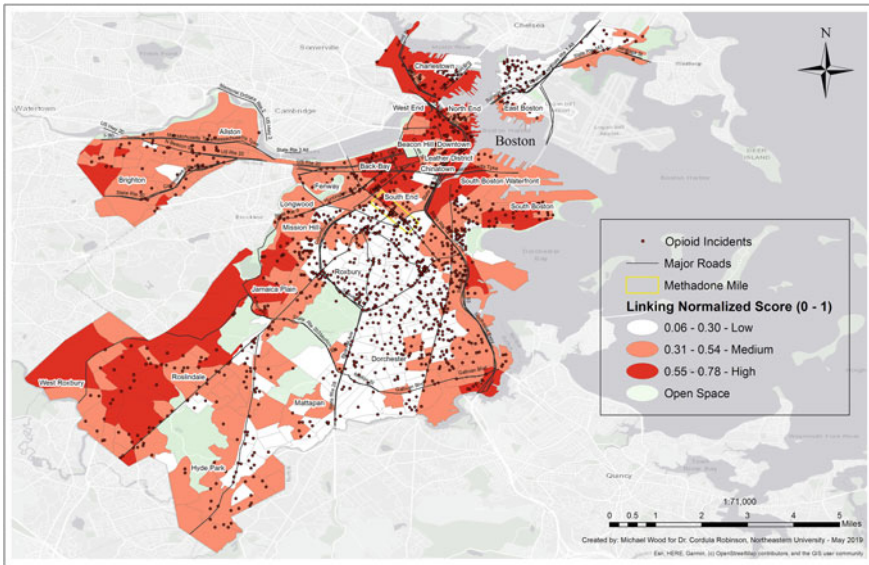 Chelsea
Somerville
Watertown
Cambridge
N
Charlestown
West End
North End
East Boston
Allston
Beacon Hill
Downtown
Boston
Leather District
Back Bay
Chinatown
Brighton
Fenway
South Boston Waterfront
South End
Longwood
South Boston
Mission Hill
Roxbury
Jamaica Plain
Dorchester
West Roxbury
Roslindale
Mattapan
Hyde Park
Quincy
DEER
ISLAND
Opioid Incidents
Major Roads
Methadone Mile
Linking Normalized Score (0 - 1)
0.06 - 0.30 - Low
0.31 - 0.54 - Medium
0.55 - 0.78 - High
Open Space
1:71,000
0 0.5 1 2 3 4 5
Miles
Created by: Michael Wood for Dr. Cordula Robinson, Northeastern University - May 2019
Esri, HERE, Garmin, (c) OpenStreetMap contributors, and the GIS user community